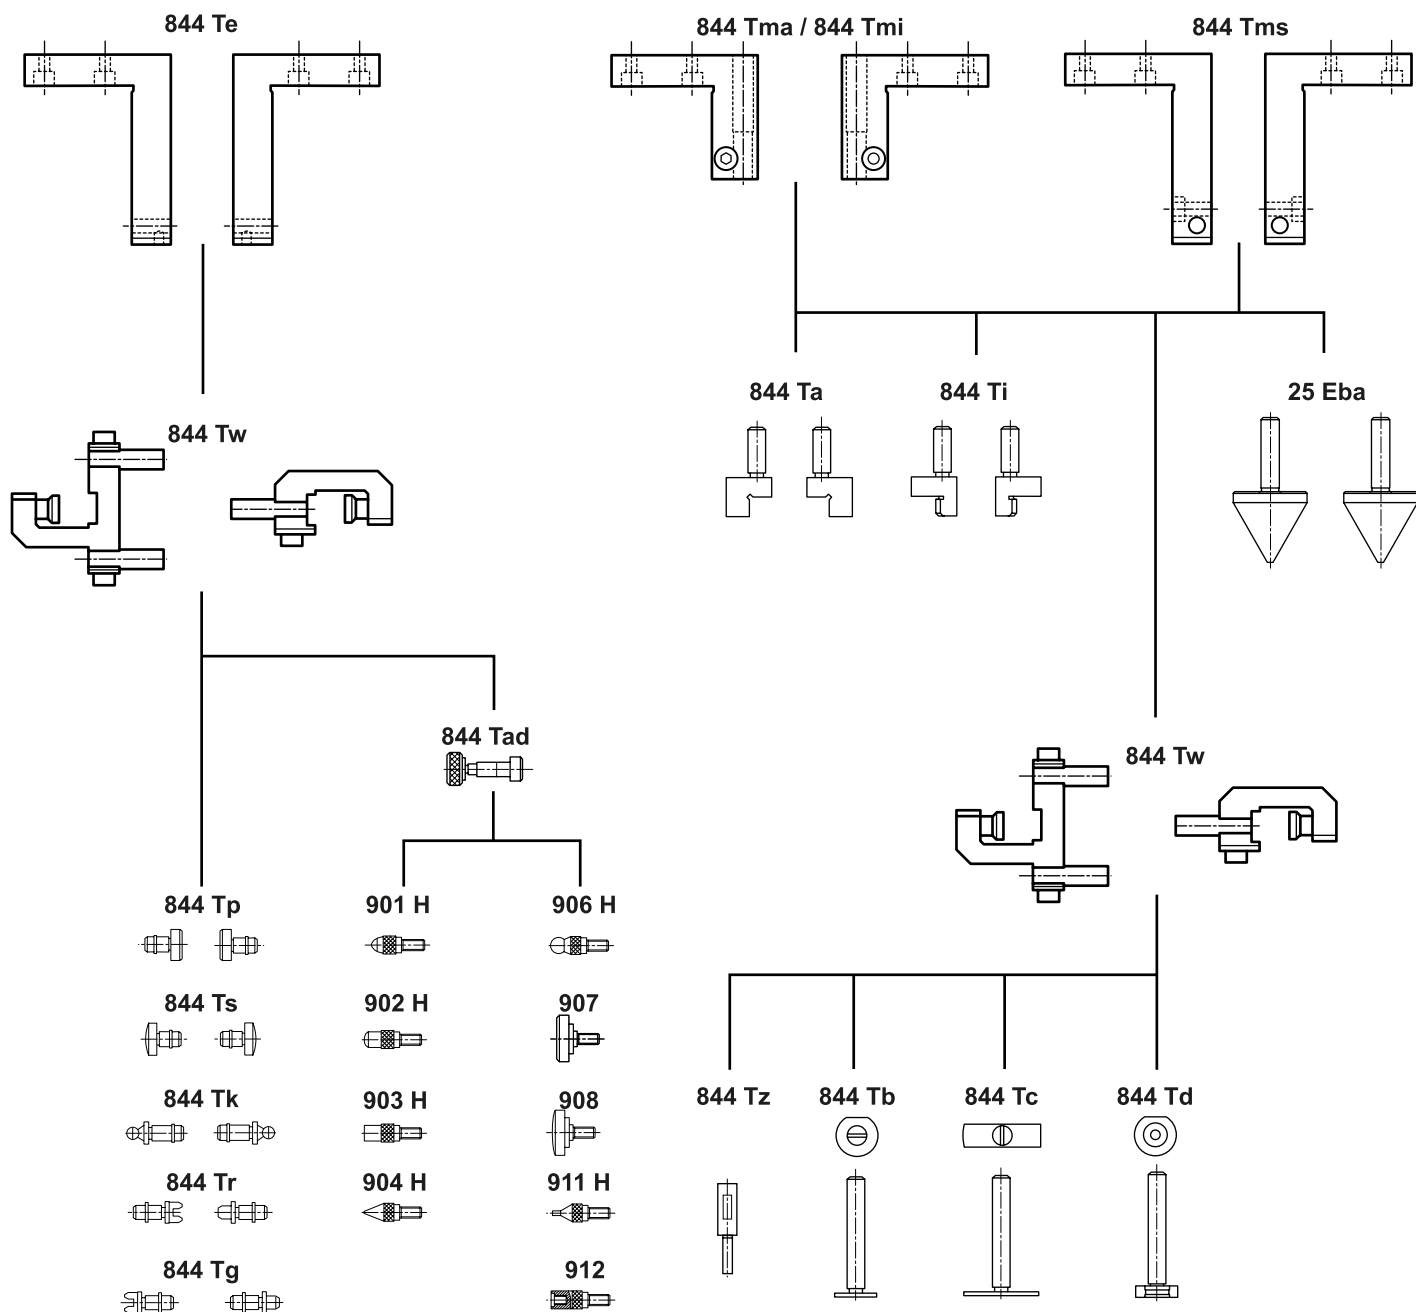 844 Te
844 Tma / 844 Tmi
844 Tms
844 Ta
844 Ti
25 Eba
844 Tw
844 Tad
844 Tw
844 Tp
901 H
906 H
844 Ts
902 H
907
844 Tk
903 H
908
844 Tz
844 Tb
844 Tc
844 Td
844 Tr
904 H
911 H
844 Tg
912